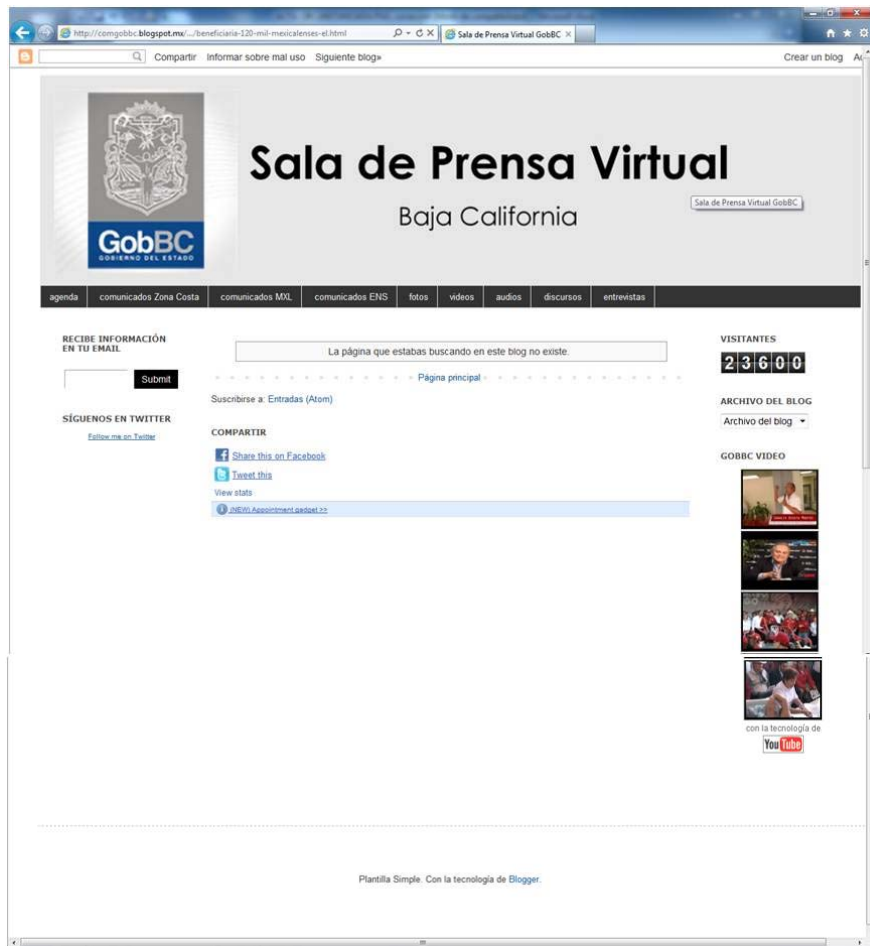 http://comgobbc.blogspot.mx/.../beneficiaria-120-mil-mexicalenses-el.html
Sala de Prensa Virtual GobBC
Compartir Informar sobre mal uso Siguiente blog»
Crear un blog
Sala de Prensa Virtual
Baja California
Sala de Prensa Virtual GobBC
GobBC
GOBIERNO DEL ESTADO
agenda comunicados Zona Costa comunicados MXL comunicados ENS fotos videos audios discursos entrevistas
RECIBE INFORMACIÓN
EN TU EMAIL
Submit
SÍGUENOS EN TWITTER
Follow me on Twitter
La página que estabas buscando en este blog no existe.
Página principal
Suscribirse a: Entradas (Atom)
COMPARTIR
Share this on Facebook
Tweet this
View stats
(NEW) Appointment gadget >>
VISITANTES
23600
ARCHIVO DEL BLOG
Archivo del blog
GOBBC VIDEO
con la tecnología de
YouTube
Plantilla Simple. Con la tecnología de Blogger.